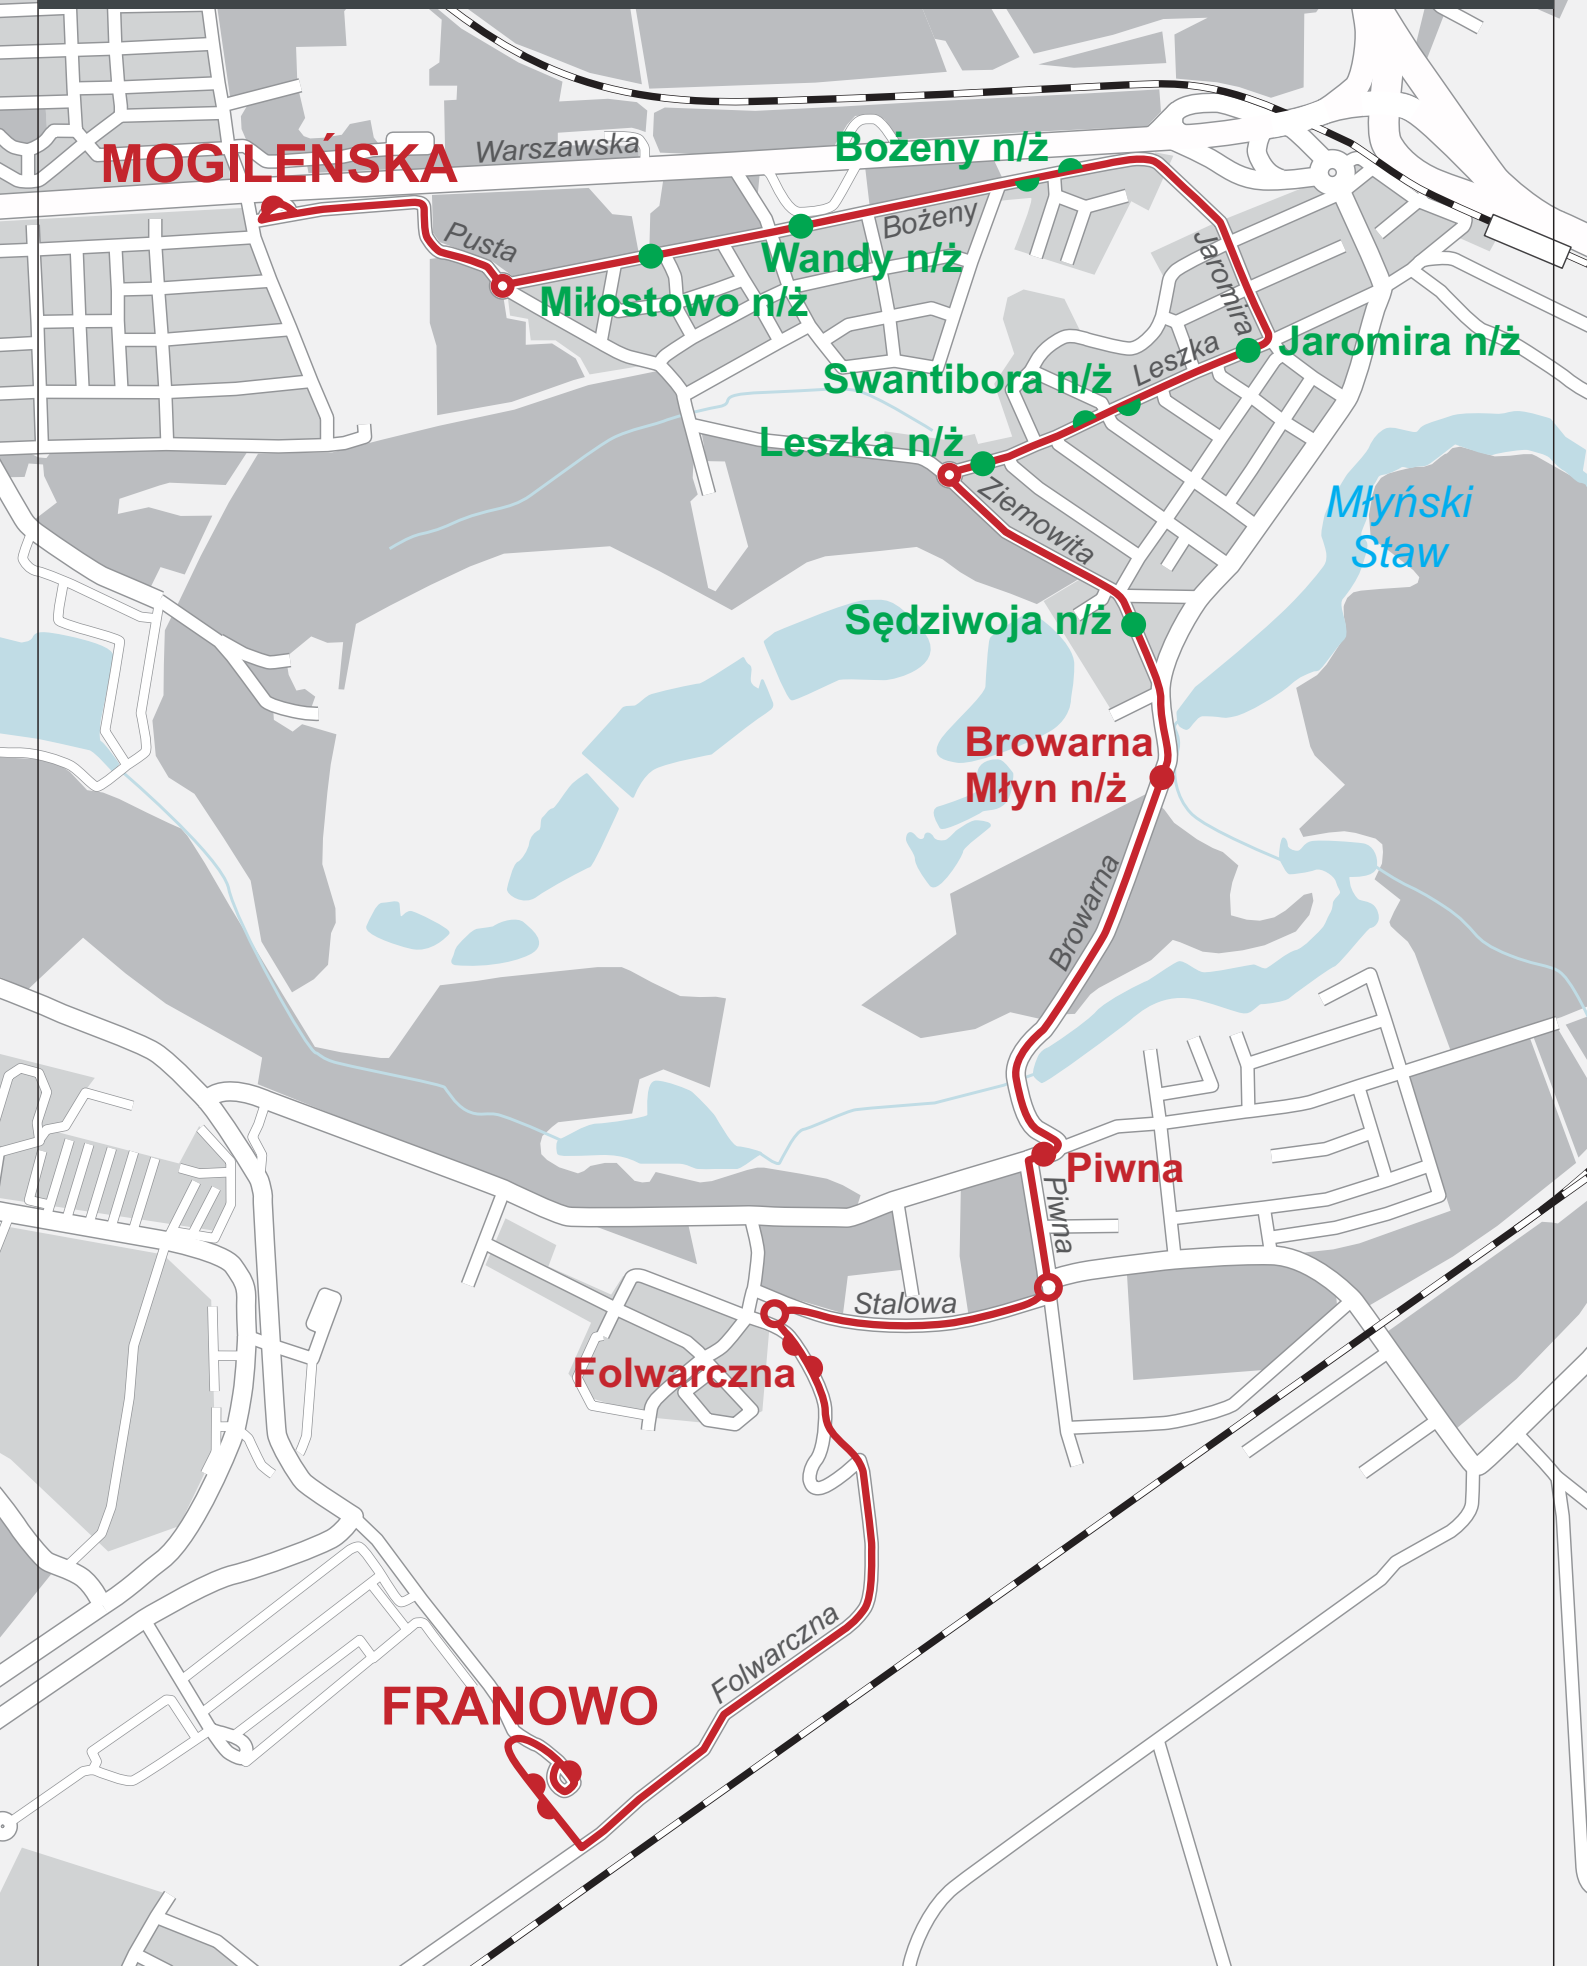 Warszawska
MOGILEŃSKA
Bożeny n/ż
Bożeny
Pusta
Wandy n/ż
Miłostowo n/ż
Jaromira
Jaromira n/ż
Leszka
Swantibora n/ż
Leszka n/ż
Ziemowita
Młyński
Staw
Sędziwoja n/ż
Browarna
Młyn n/ż
Browarna
Piwna
Piwna
Stalowa
Folwarczna
Folwarczna
FRANOWO